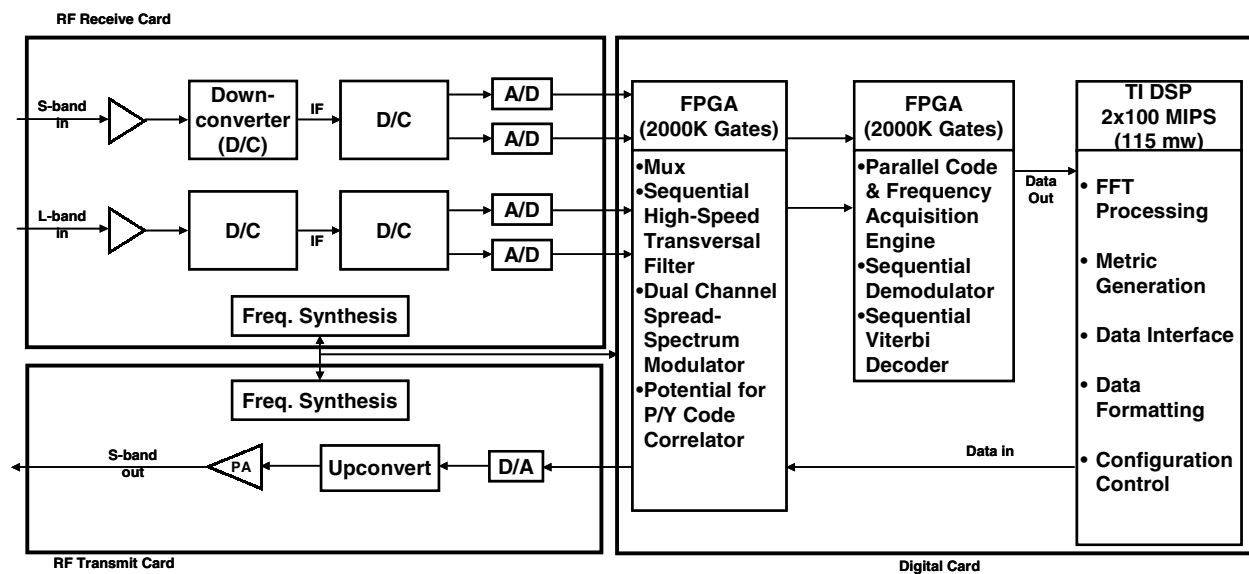 RF Receive Card
S-band
in
Down-
converter
(D/C)
IF
D/C
A/D
A/D
L-band
in
D/C
IF
D/C
A/D
A/D
Freq. Synthesis
Freq. Synthesis
S-band
out
PA
Upconvert
D/A
RF Transmit Card
FPGA
(2000K Gates)
•Mux
•Sequential
High-Speed
Transversal
Filter
•Dual Channel
Spread-
Spectrum
Modulator
•Potential for
P/Y Code
Correlator
FPGA
(2000K Gates)
•Parallel Code
& Frequency
Acquisition
Engine
•Sequential
Demodulator
•Sequential
Viterbi
Decoder
Data
Out
Data in
TI DSP
2x100 MIPS
(115 mw)
• FFT
Processing
• Metric
Generation
• Data Interface
• Data
Formatting
• Configuration
Control
Digital Card